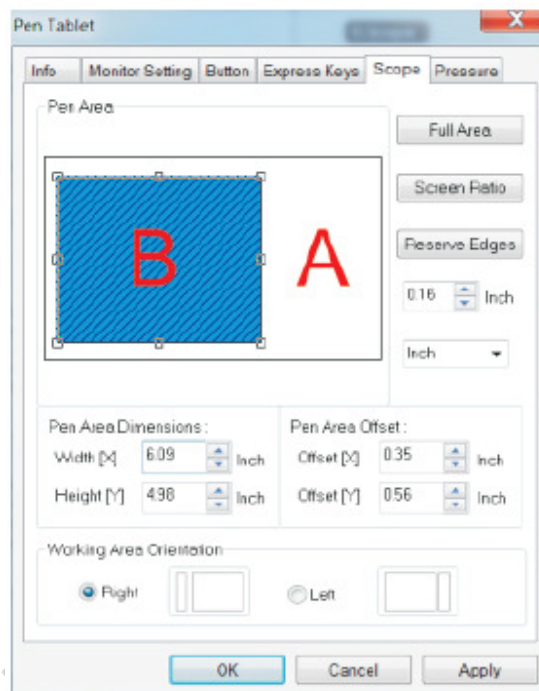 Pen Tablet
Info Monitor Setting Button Express Keys Scope Pressure
Pen Area
Full Area
Screen Ratio
B A
Reserve Edges
0.16 Inch
Inch
Pen Area Dimensions : Pen Area Offset :
Width [X] 6.09 Inch Offset [X] 0.35 Inch
Height [Y] 4.98 Inch Offset [Y] 0.56 Inch
Working Area Orientation
Right Left
OK Cancel Apply